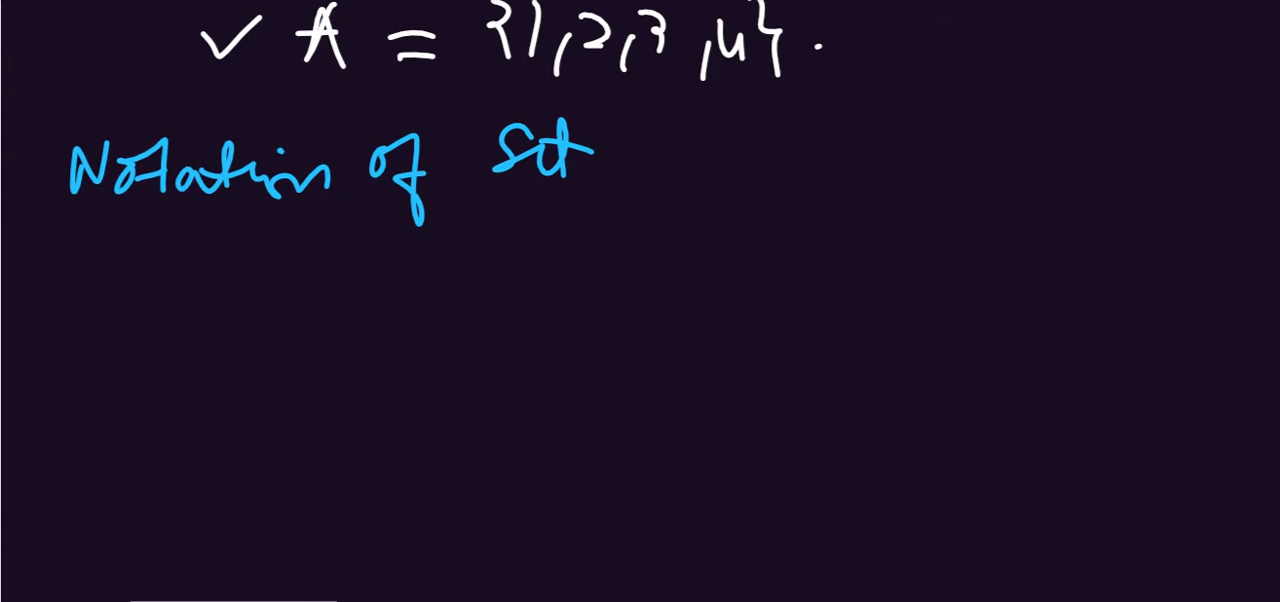 ✓ A = {1,2,3,4}.
Notation of Set